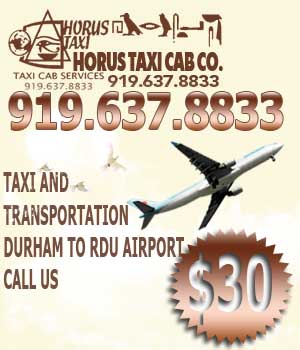 HORUS
TAXI
TAXI CAB SERVICES
919.637.8833
HORUS TAXI CAB CO.
919.637.8833
919.637.8833
TAXI AND
TRANSPORTATION
DURHAM TO RDU AIRPORT
CALL US
$30